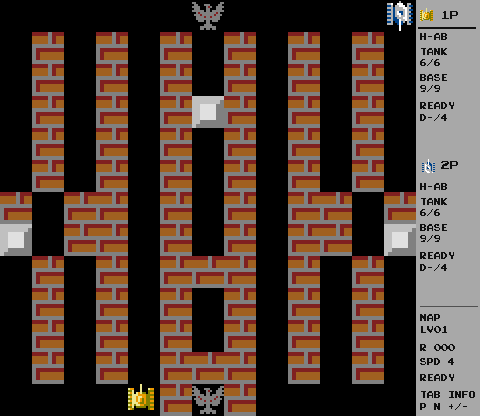 1P
H-AB
TANK
6/6
BASE
9/9
READY
D-/4
2P
H-AB
TANK
6/6
BASE
9/9
READY
D-/4
MAP
LV01
R 000
SPD 4
READY
TAB INFO
P N +/-